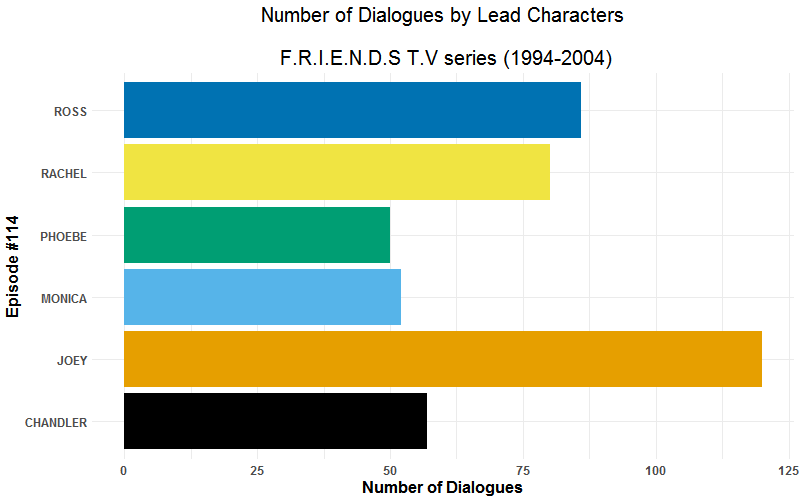 Number of Dialogues by Lead Characters
F.R.I.E.N.D.S T.V series (1994-2004)
ROSS
RACHEL
PHOEBE
MONICA
JOEY
CHANDLER
Episode #114
0 25 50 75 100 125
Number of Dialogues